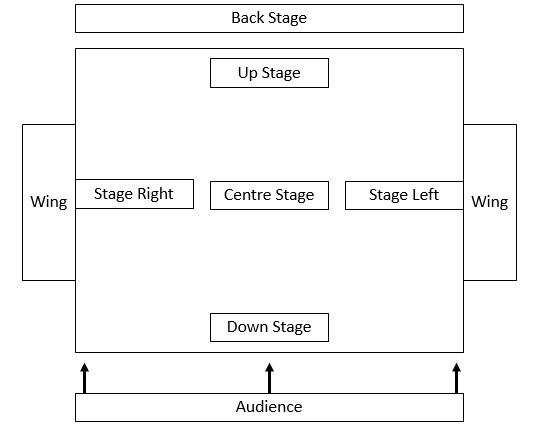 Back Stage
Up Stage
Wing
Stage Right
Centre Stage
Stage Left
Wing
Down Stage
Audience